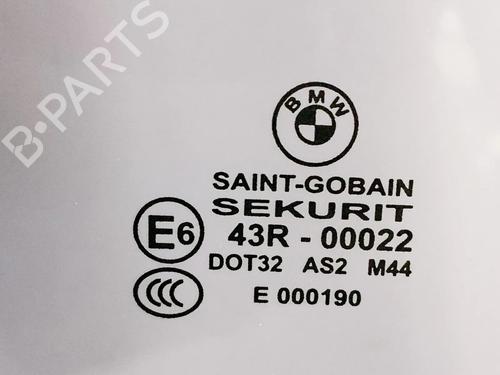 B-PARTS
BMW
SAINT-GOBAIN
SEKURIT
E6 43R - 00022
DOT32 AS2 M44
CCC E 000190